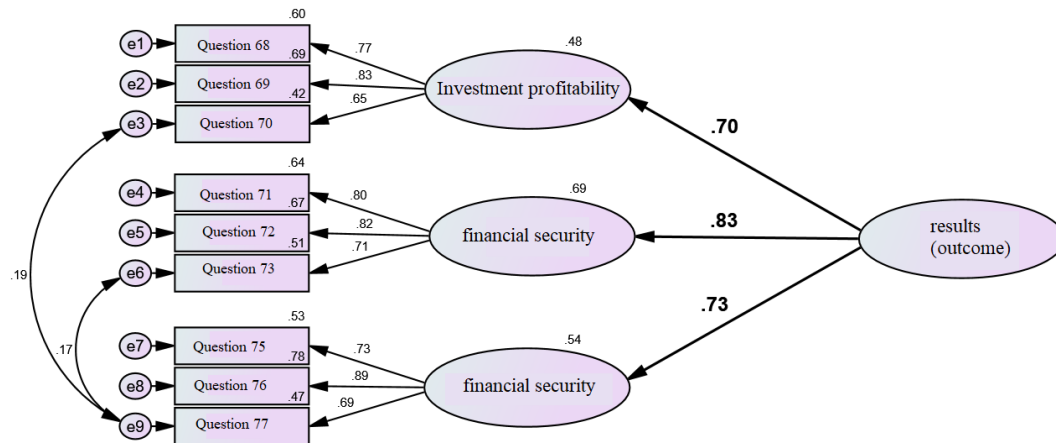 .60
e1
Question 68
.77
.48
.69
e2
Question 69
.83
Investment profitability
.42
.65
e3
Question 70
.70
.64
e4
Question 71
.80
.69
.67
e5
Question 72
.82
financial security
.83
results
(outcome)
.51
.71
e6
Question 73
.19
.73
.53
.17
e7
Question 75
.73
.54
.78
e8
Question 76
.89
financial security
.47
.69
e9
Question 77